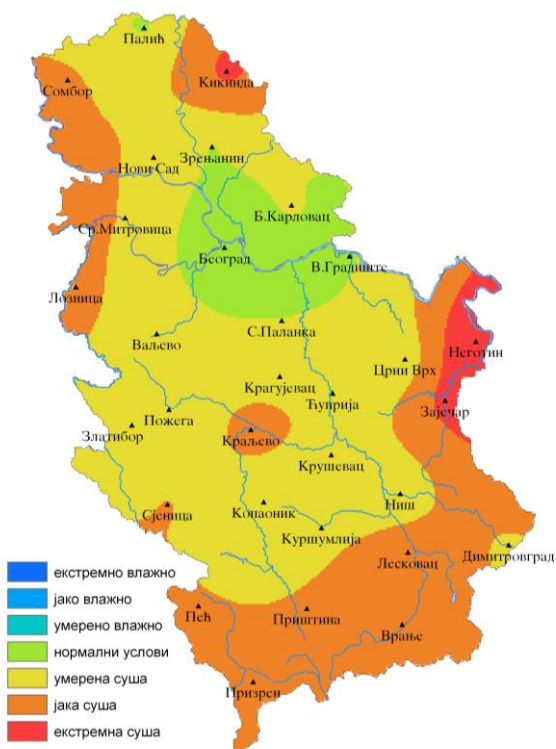 Палић
Кикинда
Сомбор
Зрењанин
Нови Сад
Б.Карловац
Ср.Митровица
Београд
В.Градиште
Лозница
С.Паланка
Ваљево
Неготин
Црни Врх
Крагујевац
Ћуприја
Зајечар
Пожега
Златибор
Краљево
Крушевац
Ниш
Сјеница
Копаоник
Куршумлија
Димитровград
Лесковац
Пећ
Приштина
Врање
Призрен
екстремно влажно
јако влажно
умерено влажно
нормални услови
умерена суша
јака суша
екстремна суша